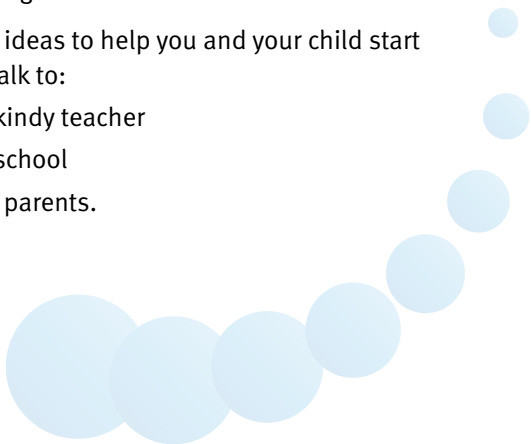 ideas to help you and your child start
alk to:
kindy teacher
school
parents.